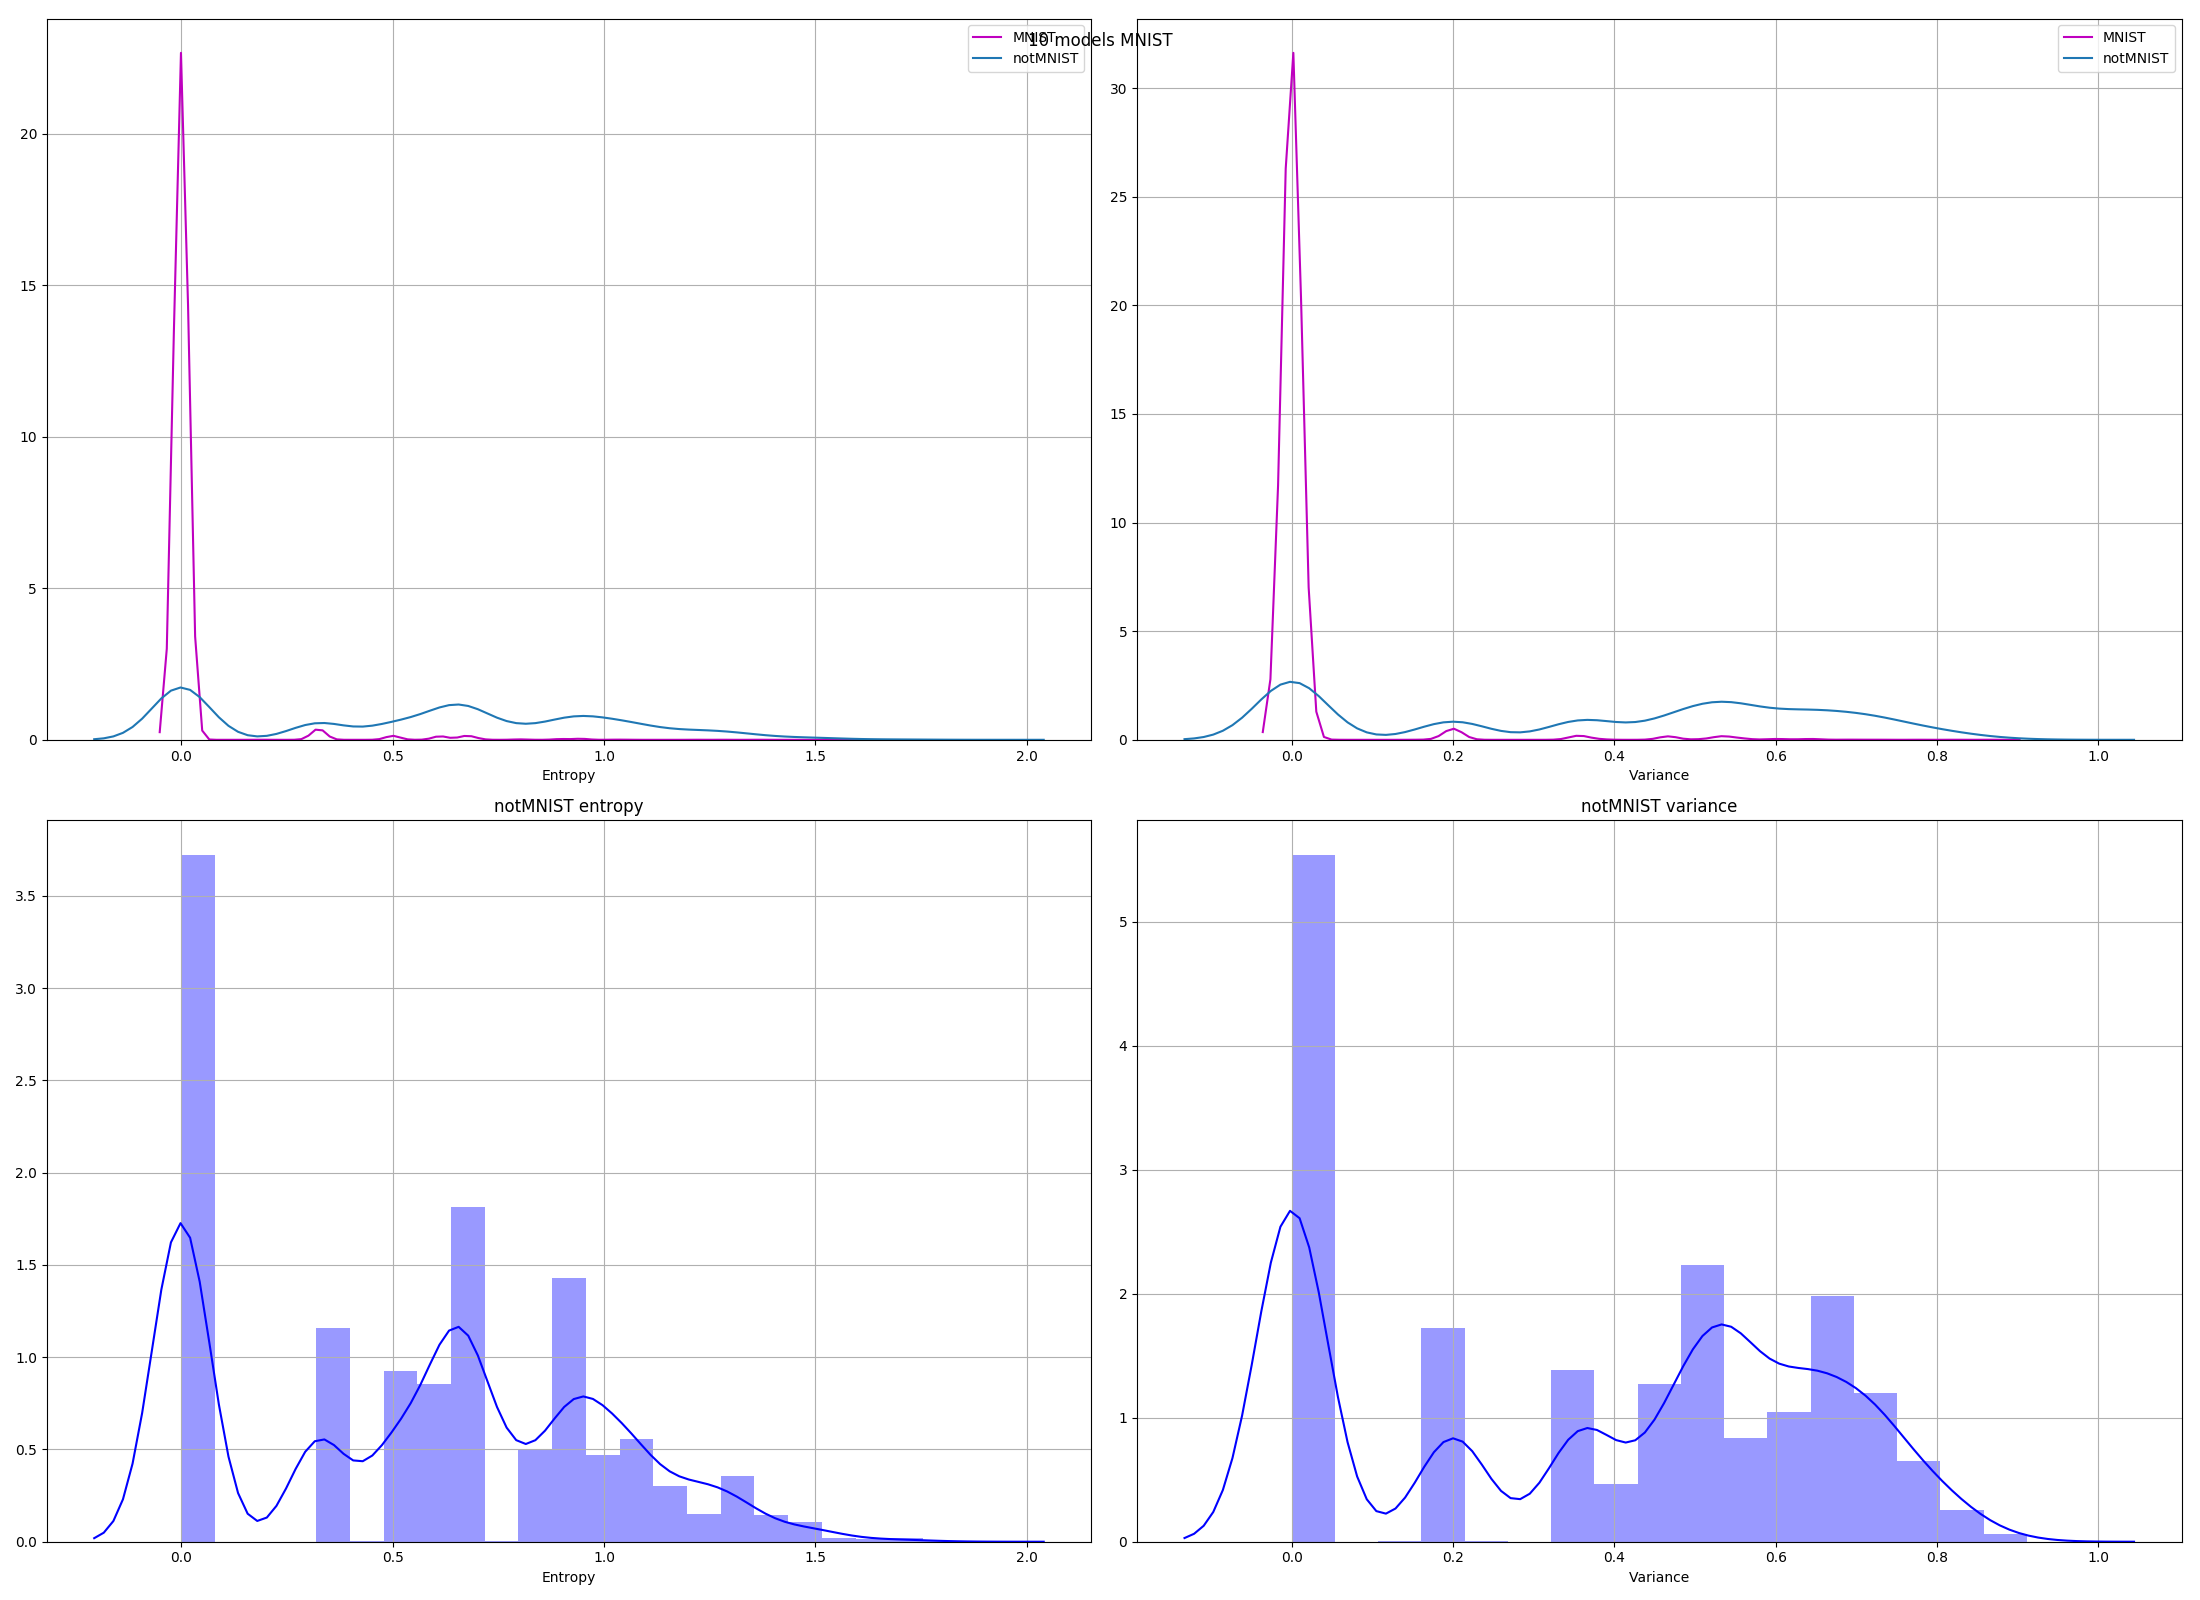 10 models MNIST
MNIST
notMNIST
20
15
10
5
0
0.0 0.5 1.0 1.5 2.0
Entropy
MNIST
notMNIST
30
25
20
15
10
5
0
0.0 0.2 0.4 0.6 0.8 1.0
Variance
notMNIST entropy
3.5
3.0
2.5
2.0
1.5
1.0
0.5
0.0
0.0 0.5 1.0 1.5 2.0
Entropy
notMNIST variance
5
4
3
2
1
0
0.0 0.2 0.4 0.6 0.8 1.0
Variance